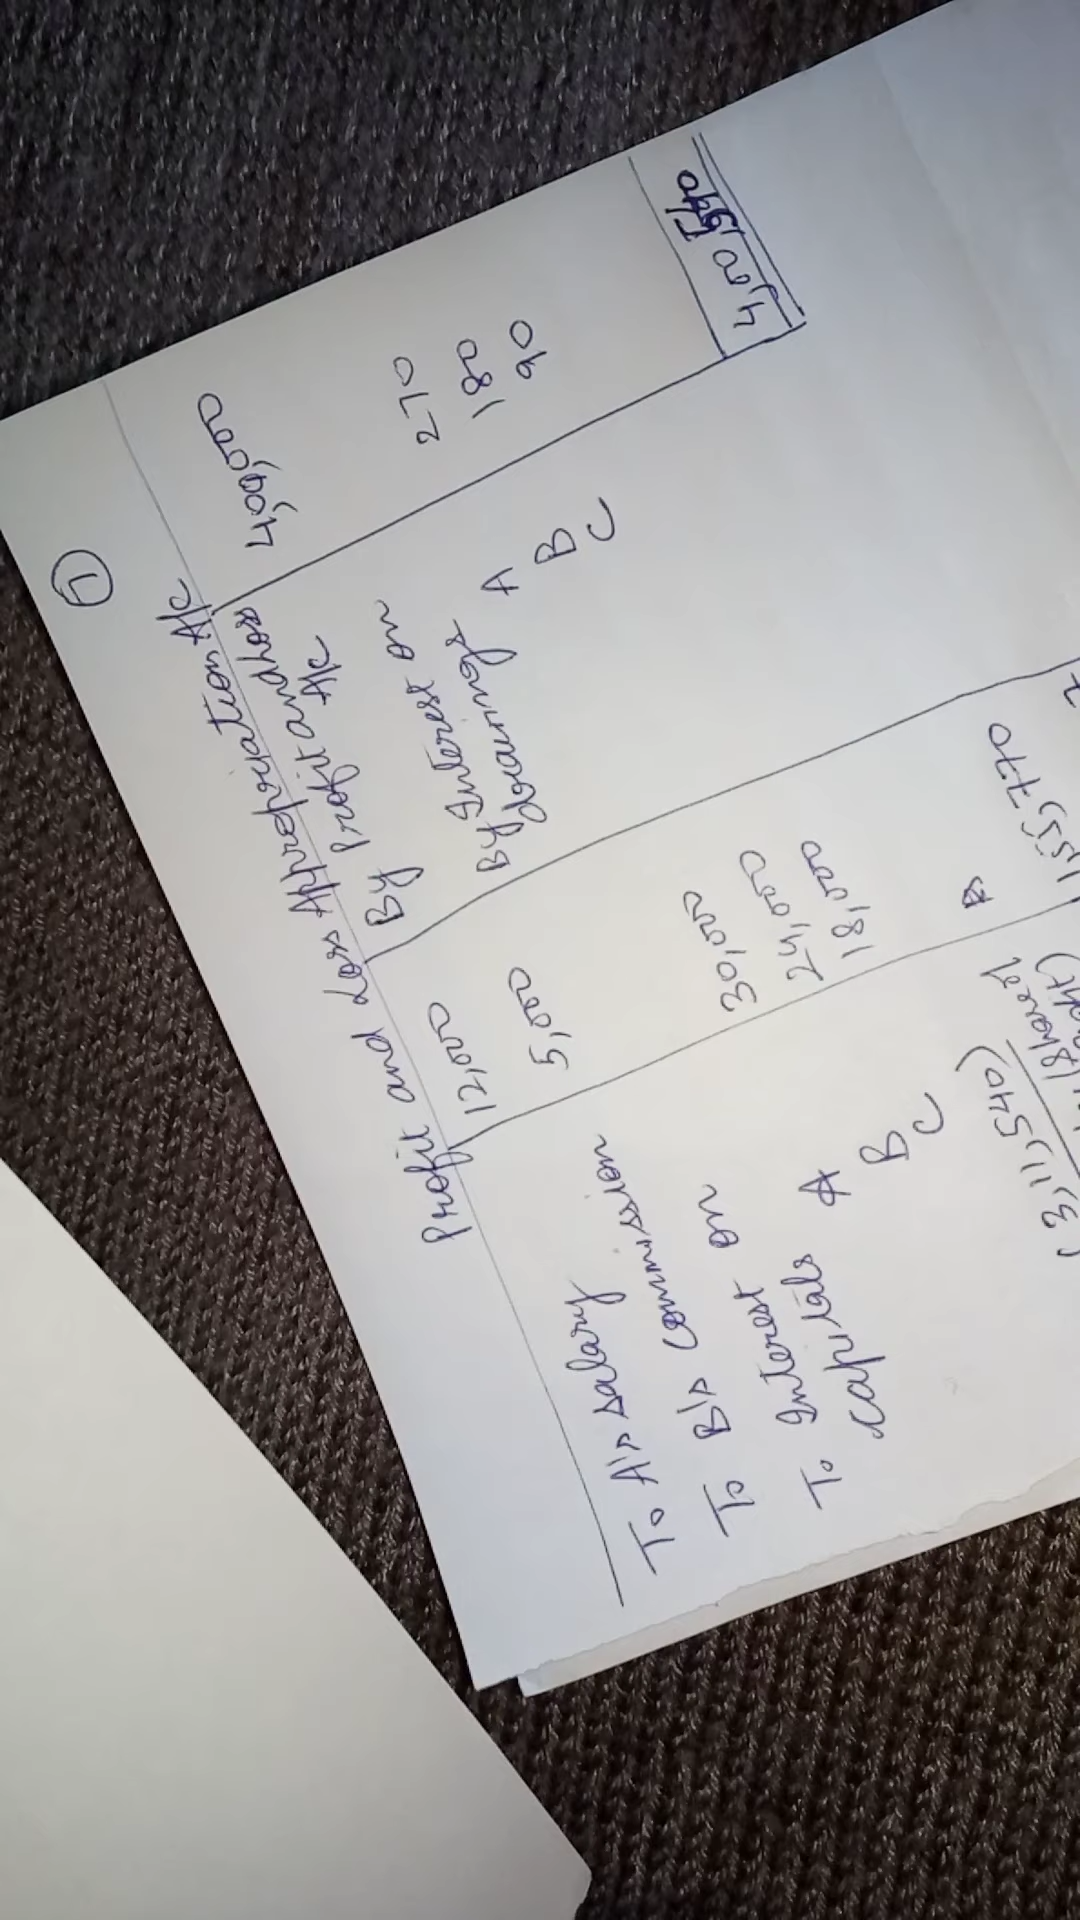 ①
Profit and Loss Appropriation A/c
To A's salary 12,000 By Profit and Loss A/c 4,00,000
To B's commission 5,000
To Interest on capitals By Interest on drawings
A 30,000 A 270
B 24,000 B 180
C 18,000 C 90
(3,11,540) 4,00,540
(Share of B
1,55,770